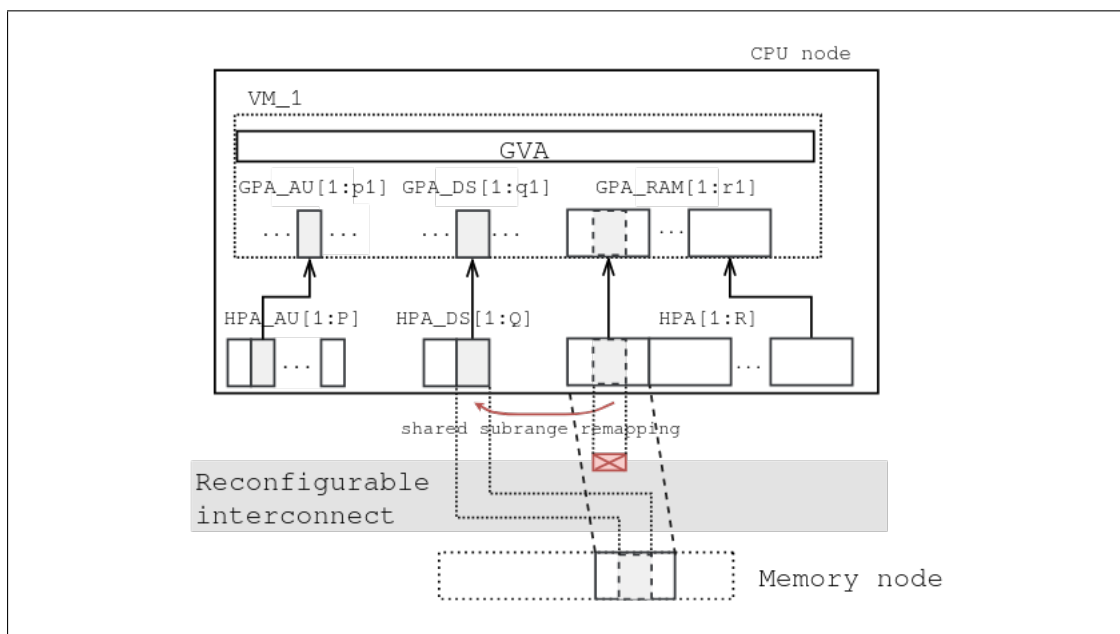 CPU node
VM_1
GVA
GPA_AU[1:p1] GPA_DS[1:q1] GPA_RAM[1:r1]
... ... ... ... ...
HPA_AU[1:P] HPA_DS[1:Q] HPA[1:R]
... ...
shared subrange remapping
Reconfigurable
interconnect
Memory node